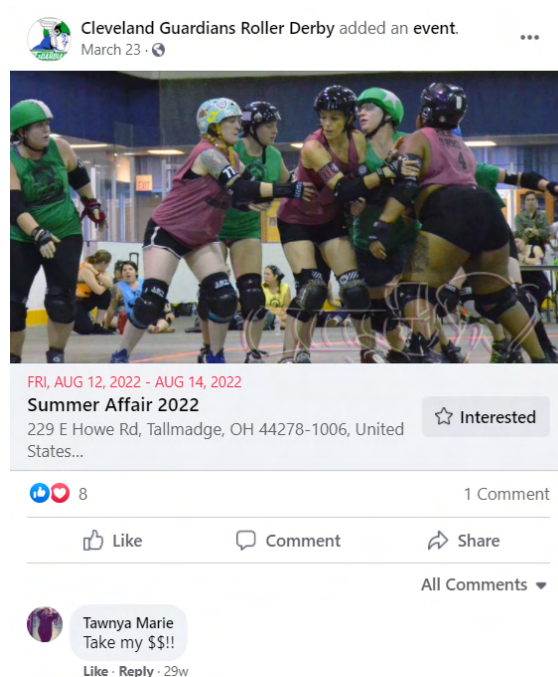 Cleveland Guardians Roller Derby added an event.
March 23 ·
FRI, AUG 12, 2022 - AUG 14, 2022
Summer Affair 2022
229 E Howe Rd, Tallmadge, OH 44278-1006, United
States...
Interested
8
1 Comment
Like
Comment
Share
All Comments
Tawnya Marie
Take my $$!!
Like · Reply · 29w